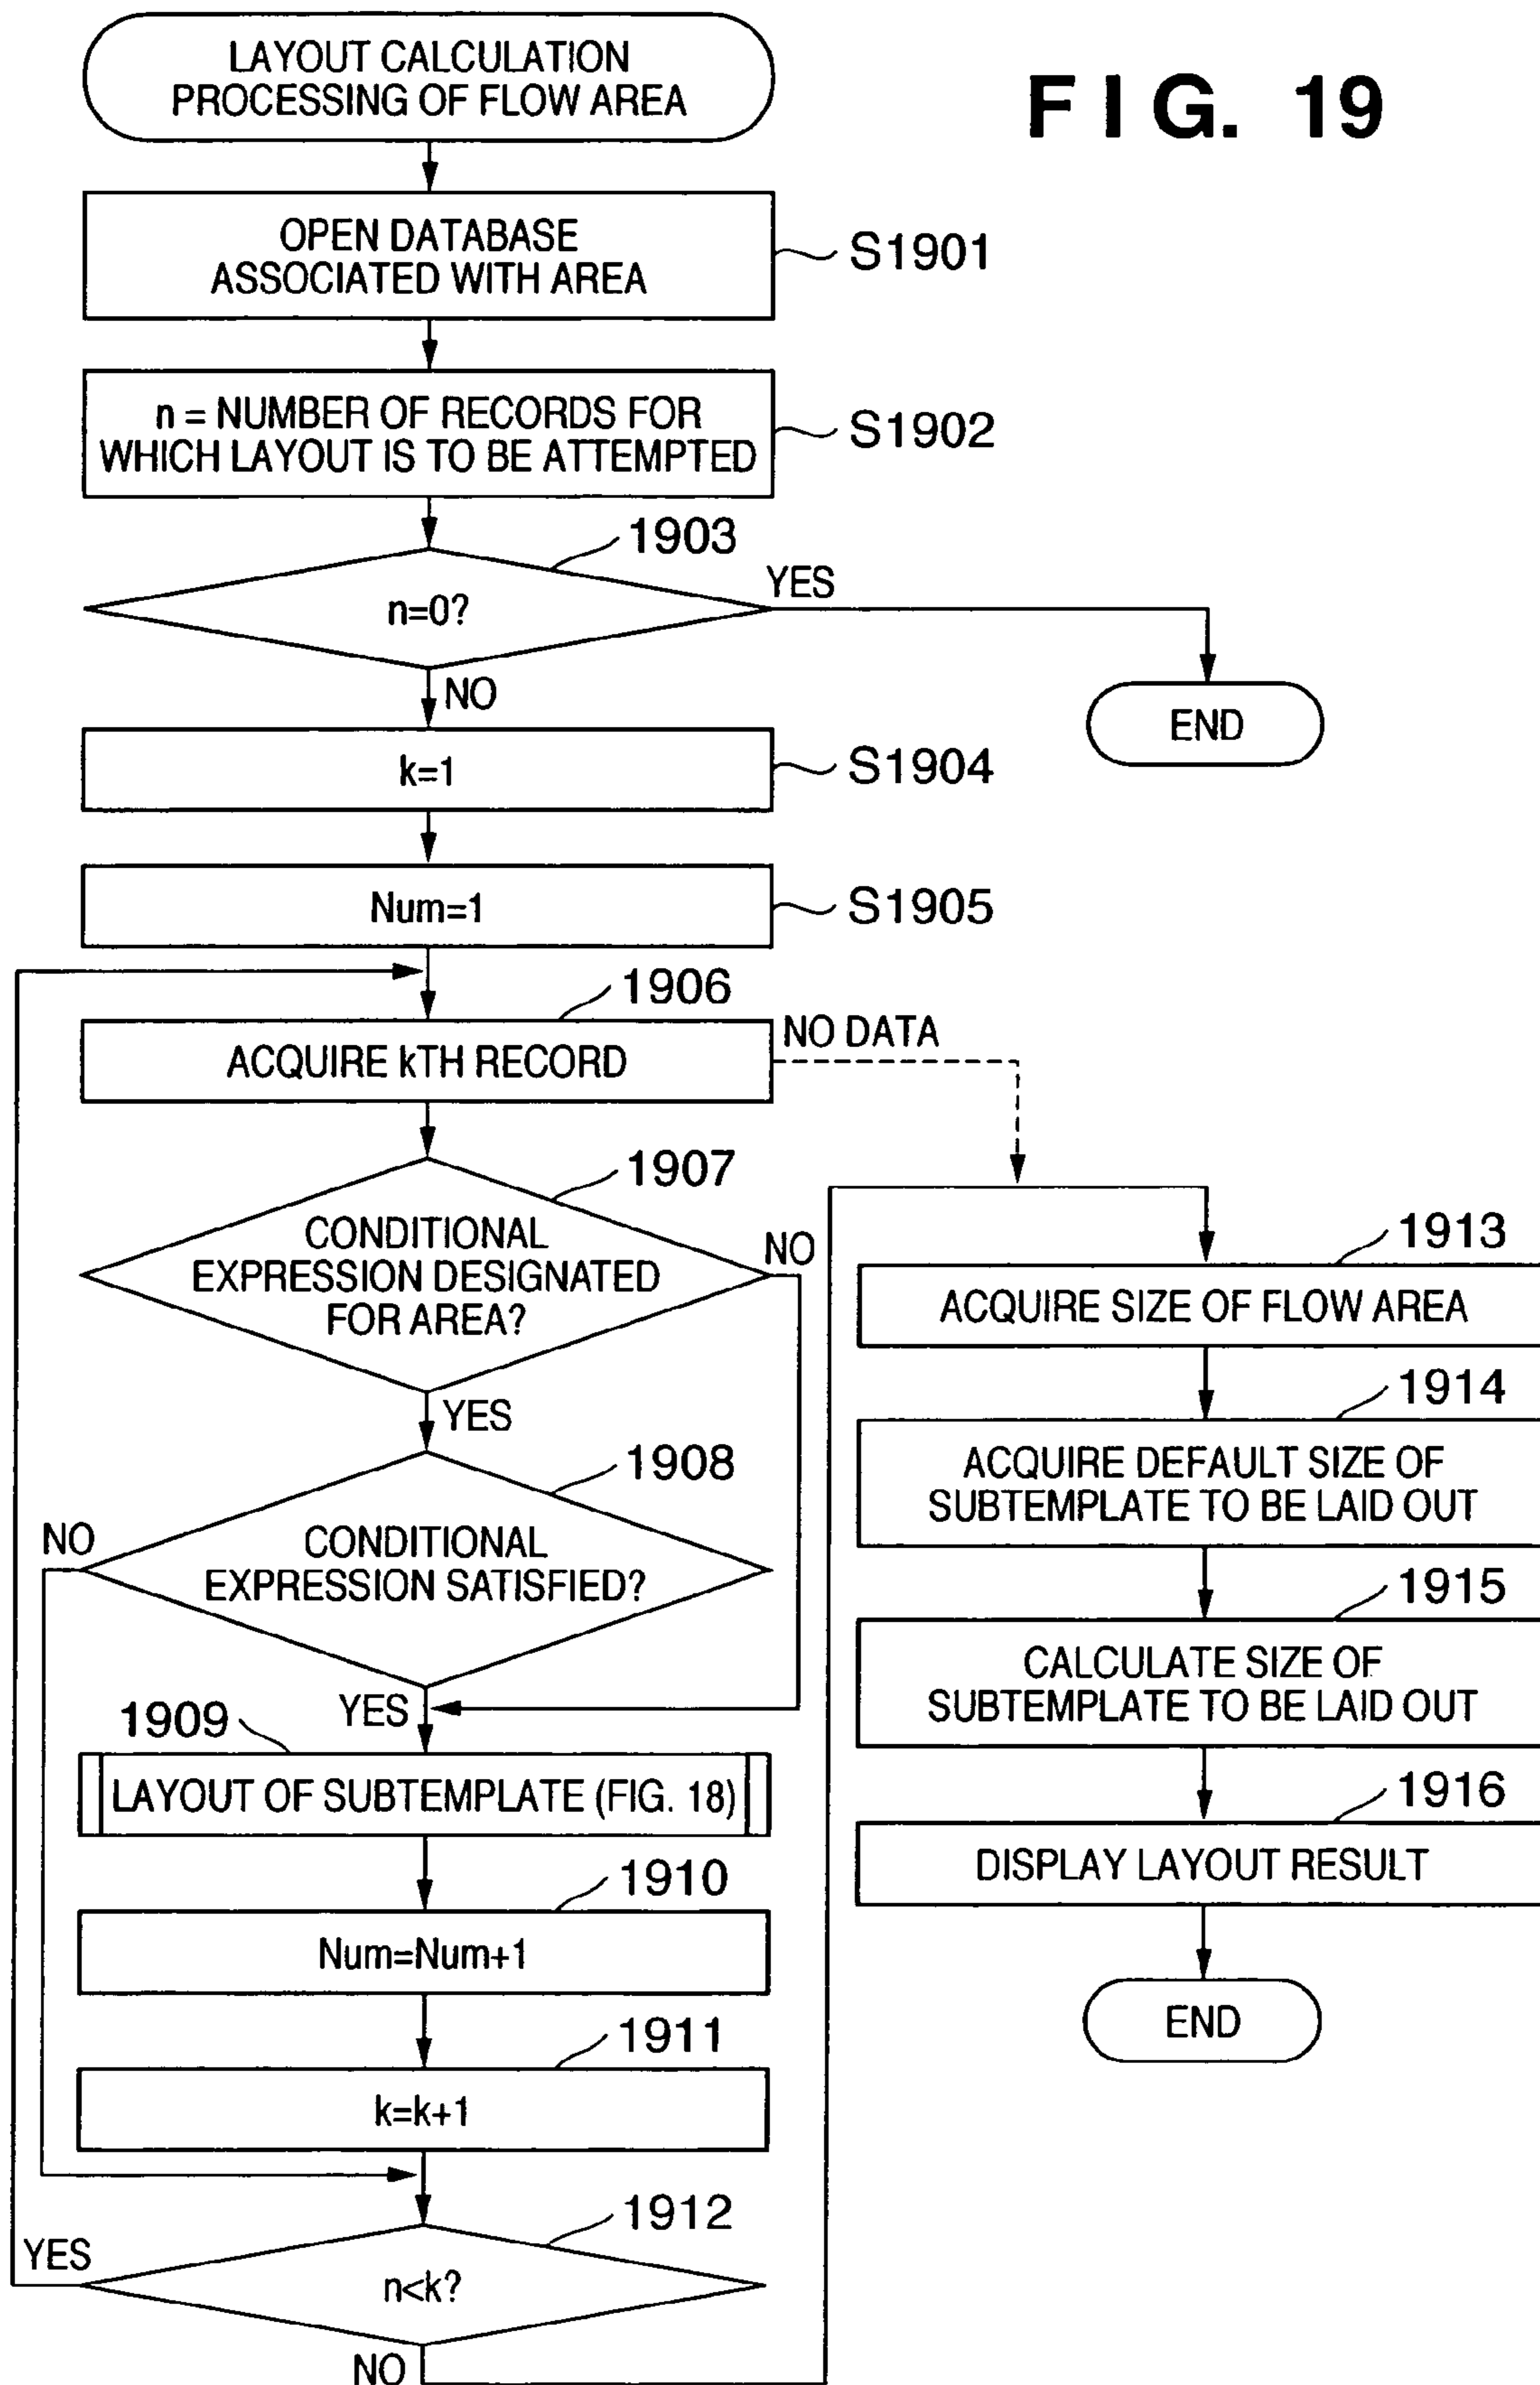 FIG. 19
LAYOUT CALCULATION
PROCESSING OF FLOW AREA
OPEN DATABASE
ASSOCIATED WITH AREA
S1901
n = NUMBER OF RECORDS FOR
WHICH LAYOUT IS TO BE ATTEMPTED
S1902
1903
n=0?
YES
END
NO
k=1
S1904
Num=1
S1905
1906
ACQUIRE kTH RECORD
NO DATA
1907
CONDITIONAL
EXPRESSION DESIGNATED
FOR AREA?
NO
YES
1908
CONDITIONAL
EXPRESSION SATISFIED?
NO
YES
1909
LAYOUT OF SUBTEMPLATE (FIG. 18)
1910
Num=Num+1
1911
k=k+1
1912
n<k?
YES
NO
1913
ACQUIRE SIZE OF FLOW AREA
1914
ACQUIRE DEFAULT SIZE OF
SUBTEMPLATE TO BE LAID OUT
1915
CALCULATE SIZE OF
SUBTEMPLATE TO BE LAID OUT
1916
DISPLAY LAYOUT RESULT
END